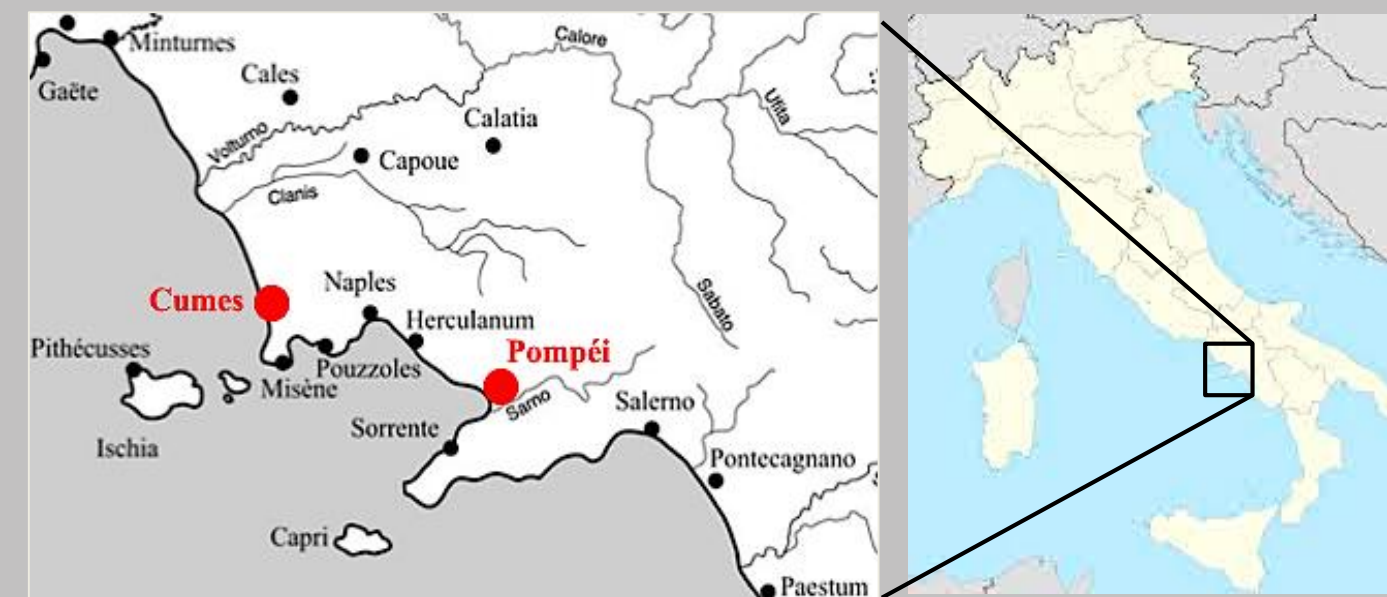 Minturnes
Calore
Cales
Gaëte
Ufita
Calatia
Volturno
Capoue
Clanis
Naples
Cumes
Sabato
Herculanum
Pithécusses
Pompéi
Pouzzoles
Misène
Sarno
Salerno
Sorrente
Ischia
Pontecagnano
Capri
Paestum